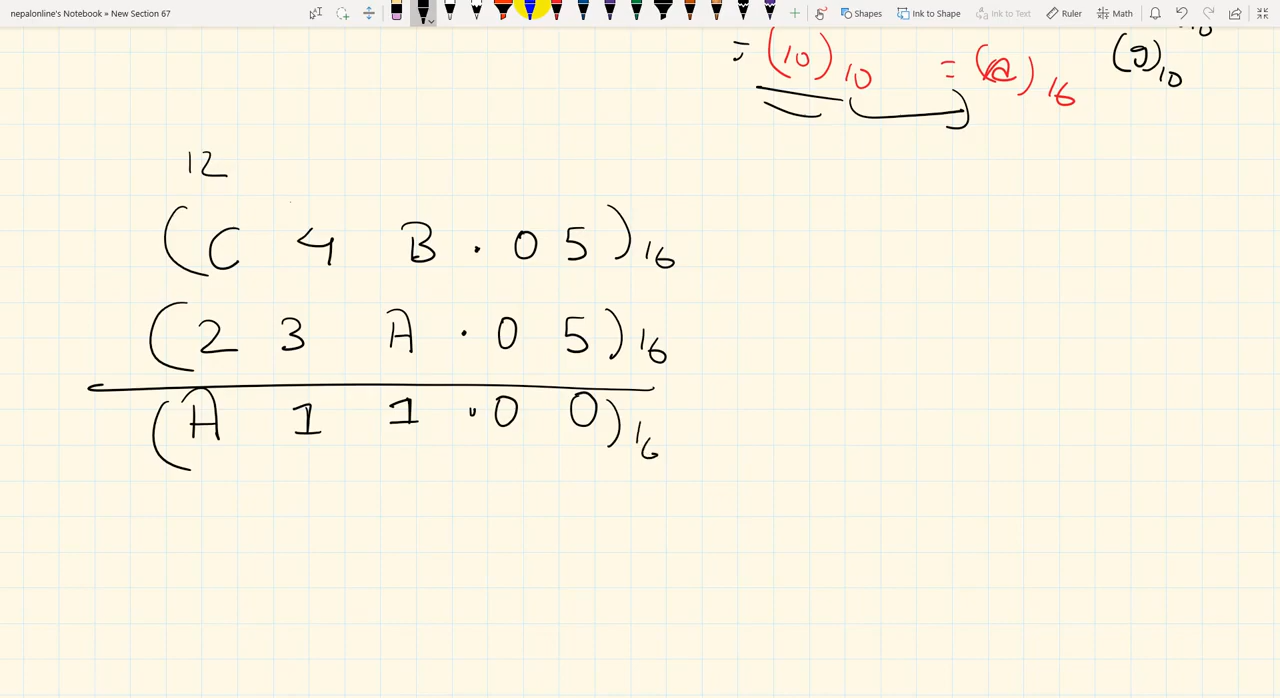 nepalonline's Notebook » New Section 67
Shapes Ink to Shape Ink to Text Ruler Math
= (10)10 = (a)16 (9)10
12
(C 4 B . 0 5)16
(2 3 A . 0 5)16
(A 1 1 . 0 0)16